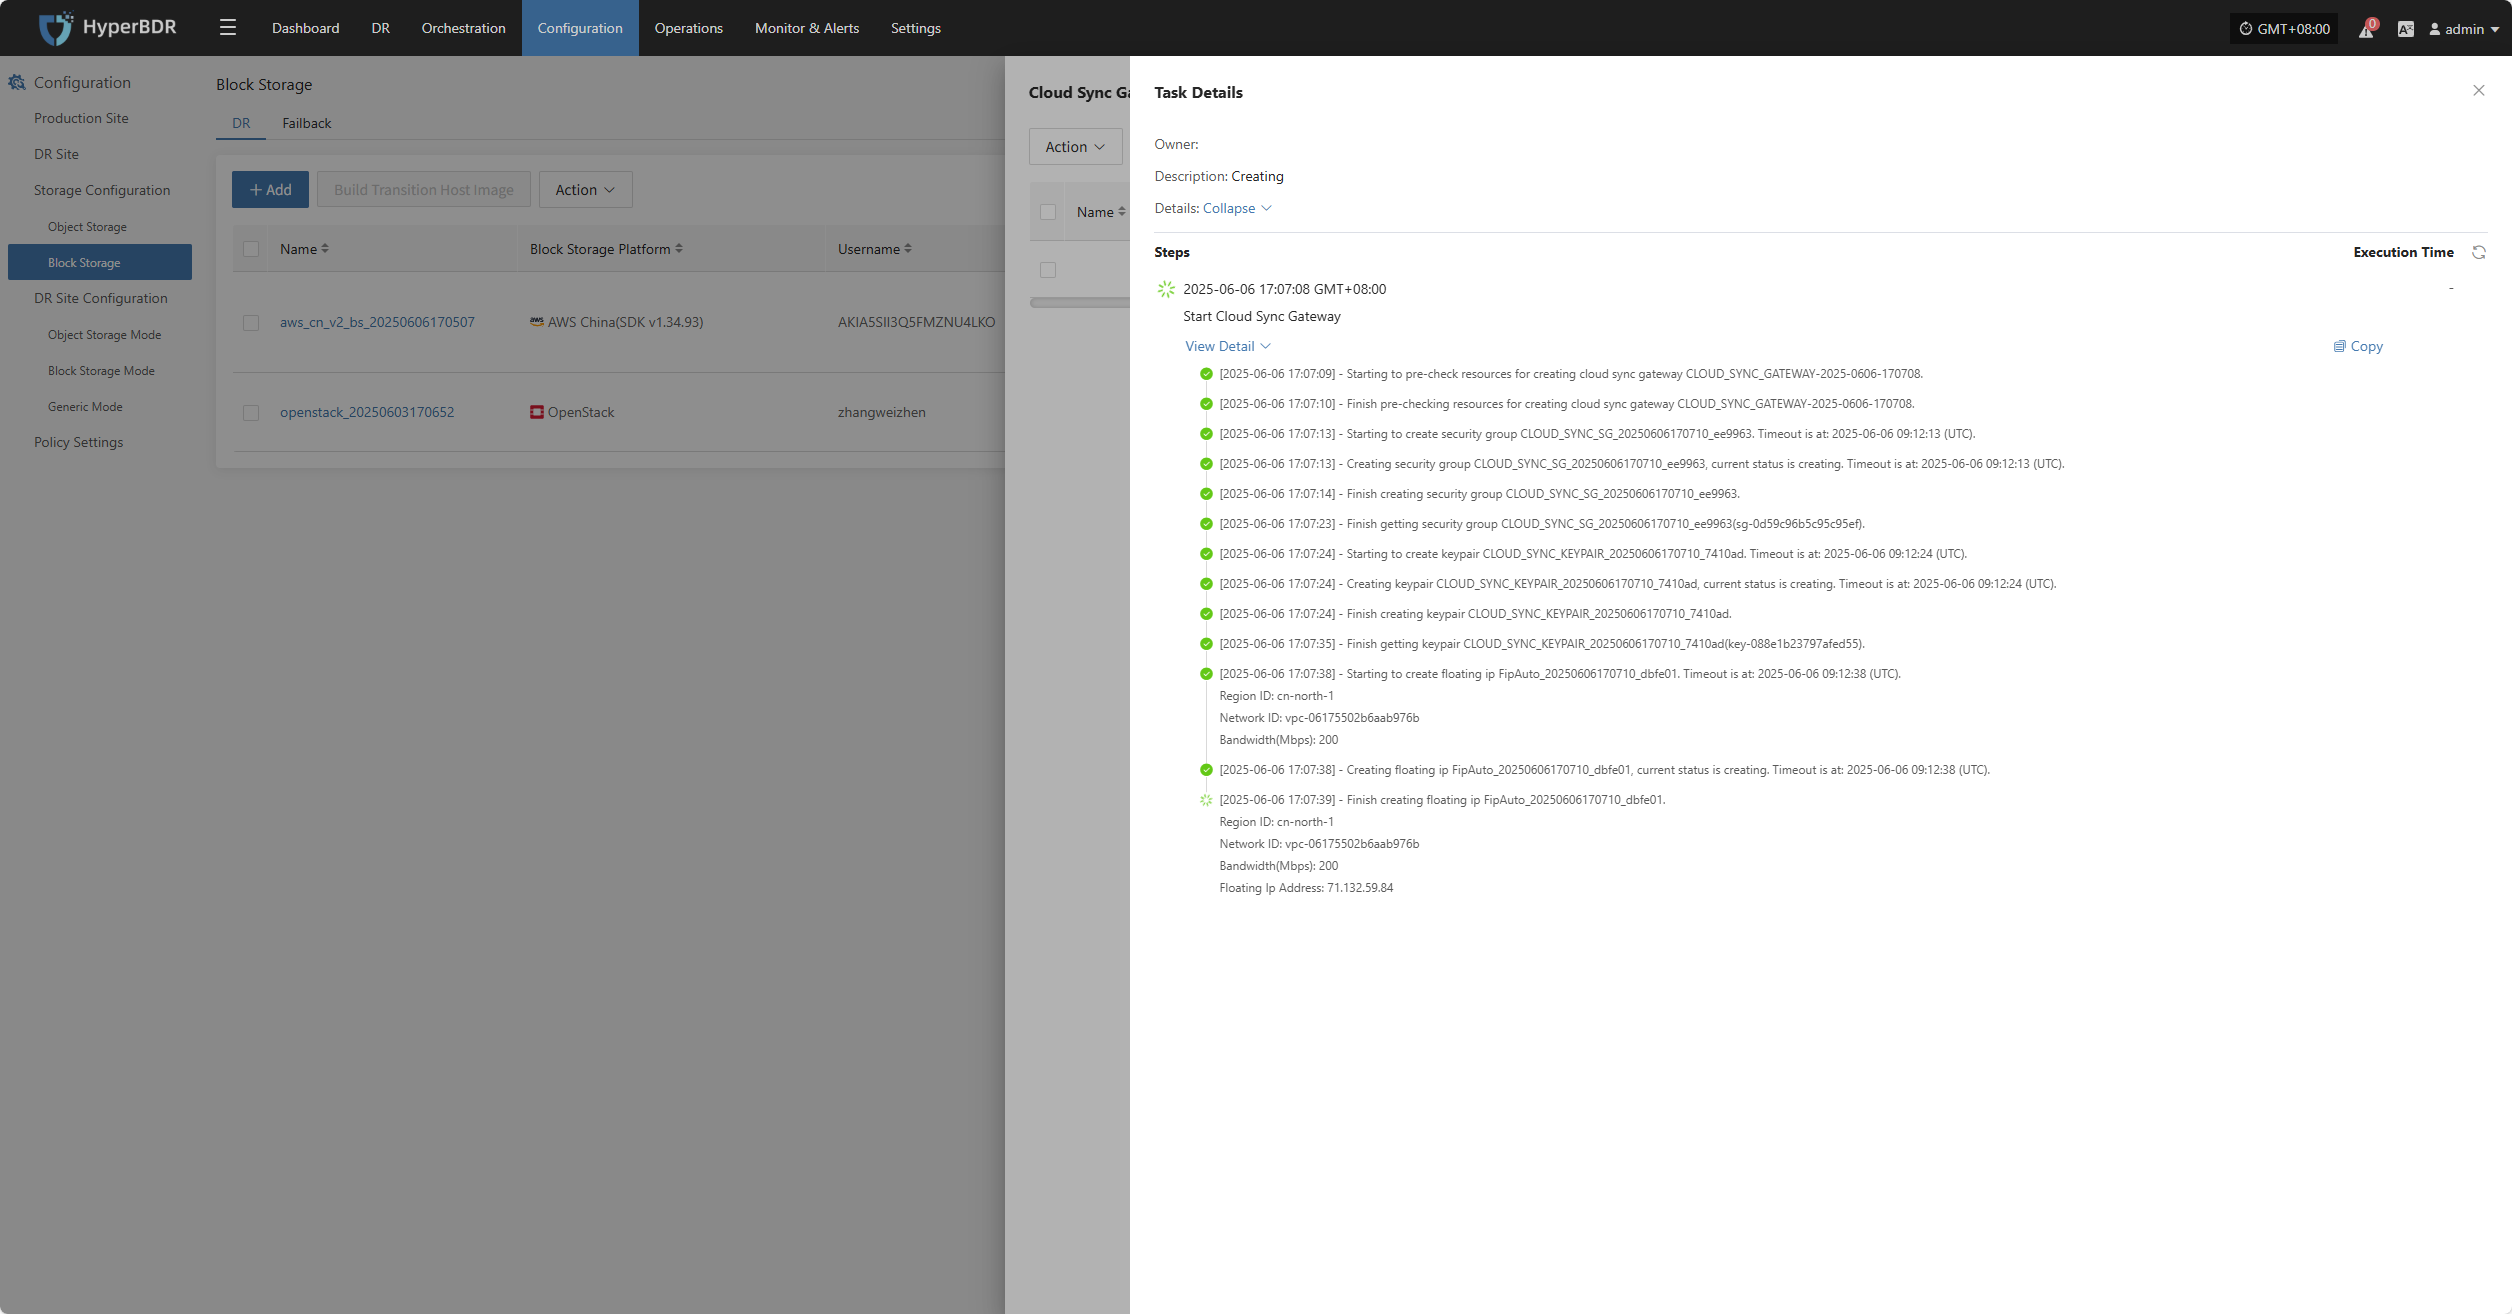 HyperBDR
Dashboard
DR
Orchestration
Configuration
Operations
Monitor & Alerts
Settings
GMT+08:00
0
admin
Configuration
Production Site
DR Site
Storage Configuration
Object Storage
Block Storage
DR Site Configuration
Object Storage Mode
Block Storage Mode
Generic Mode
Policy Settings
Block Storage
DR
Failback
+ Add
Build Transition Host Image
Action
Name
Block Storage Platform
Username
aws_cn_v2_bs_20250606170507
aws AWS China(SDK v1.34.93)
AKIA5SII3Q5FMZNU4LKO
openstack_20250603170652
OpenStack
zhangweizhen
Cloud Sync Ga
Action
Name
Task Details
Owner:
Description: Creating
Details: Collapse
Steps
Execution Time
2025-06-06 17:07:08 GMT+08:00
-
Start Cloud Sync Gateway
View Detail
Copy
[2025-06-06 17:07:09] - Starting to pre-check resources for creating cloud sync gateway CLOUD_SYNC_GATEWAY-2025-0606-170708.
[2025-06-06 17:07:10] - Finish pre-checking resources for creating cloud sync gateway CLOUD_SYNC_GATEWAY-2025-0606-170708.
[2025-06-06 17:07:13] - Starting to create security group CLOUD_SYNC_SG_20250606170710_ee9963. Timeout is at: 2025-06-06 09:12:13 (UTC).
[2025-06-06 17:07:13] - Creating security group CLOUD_SYNC_SG_20250606170710_ee9963, current status is creating. Timeout is at: 2025-06-06 09:12:13 (UTC).
[2025-06-06 17:07:14] - Finish creating security group CLOUD_SYNC_SG_20250606170710_ee9963.
[2025-06-06 17:07:23] - Finish getting security group CLOUD_SYNC_SG_20250606170710_ee9963(sg-0d59c96b5c95c95ef).
[2025-06-06 17:07:24] - Starting to create keypair CLOUD_SYNC_KEYPAIR_20250606170710_7410ad. Timeout is at: 2025-06-06 09:12:24 (UTC).
[2025-06-06 17:07:24] - Creating keypair CLOUD_SYNC_KEYPAIR_20250606170710_7410ad, current status is creating. Timeout is at: 2025-06-06 09:12:24 (UTC).
[2025-06-06 17:07:24] - Finish creating keypair CLOUD_SYNC_KEYPAIR_20250606170710_7410ad.
[2025-06-06 17:07:35] - Finish getting keypair CLOUD_SYNC_KEYPAIR_20250606170710_7410ad(key-088e1b23797afed55).
[2025-06-06 17:07:38] - Starting to create floating ip FipAuto_20250606170710_dbfe01. Timeout is at: 2025-06-06 09:12:38 (UTC).
Region ID: cn-north-1
Network ID: vpc-06175502b6aab976b
Bandwidth(Mbps): 200
[2025-06-06 17:07:38] - Creating floating ip FipAuto_20250606170710_dbfe01, current status is creating. Timeout is at: 2025-06-06 09:12:38 (UTC).
[2025-06-06 17:07:39] - Finish creating floating ip FipAuto_20250606170710_dbfe01.
Region ID: cn-north-1
Network ID: vpc-06175502b6aab976b
Bandwidth(Mbps): 200
Floating Ip Address: 71.132.59.84